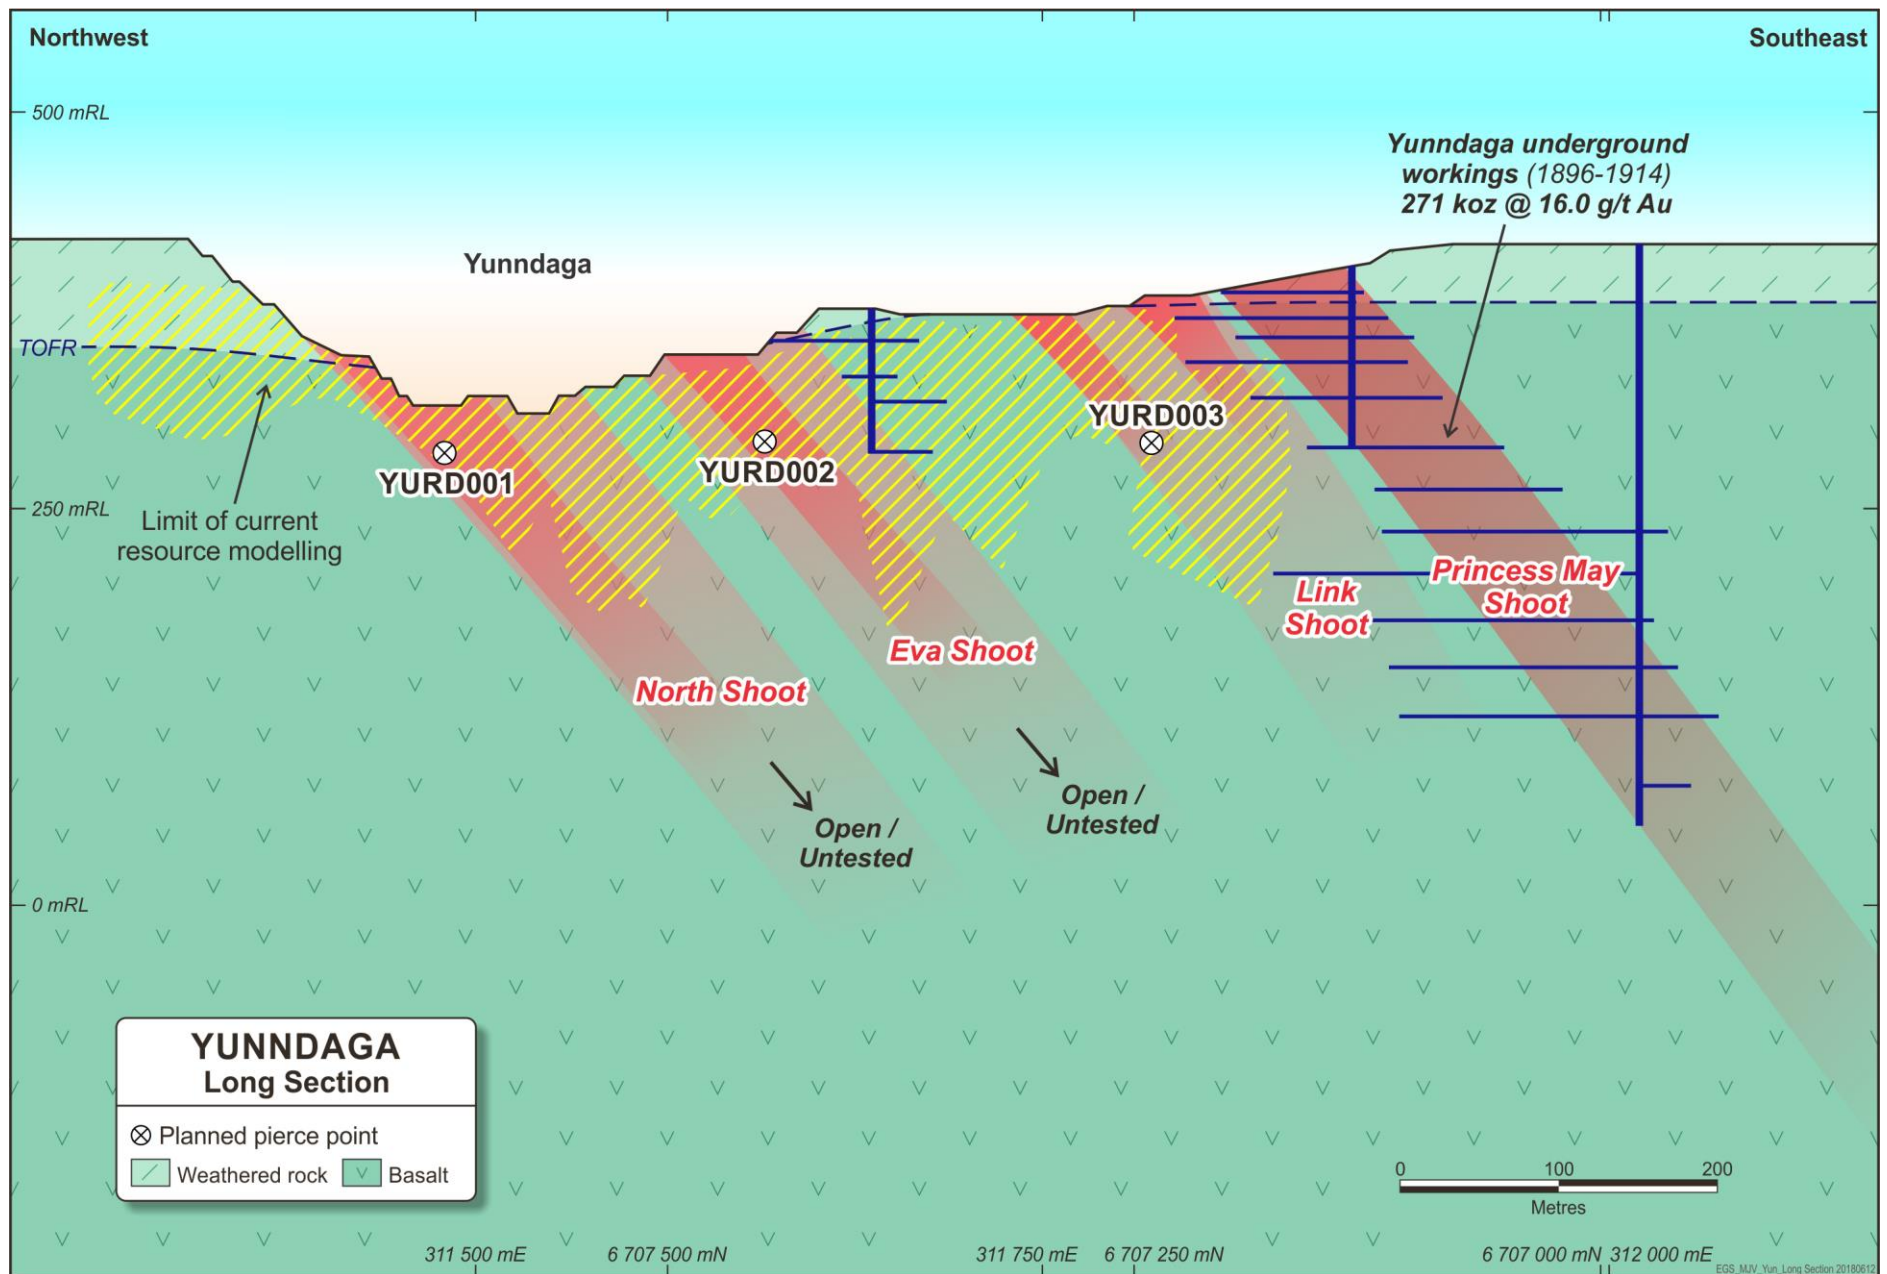 Northwest
Southeast
500 mRL
Yunndaga underground
workings (1896-1914)
271 koz @ 16.0 g/t Au
Yunndaga
TOFR
YURD003
YURD001
YURD002
250 mRL
Limit of current
resource modelling
Princess May
Shoot
Link
Shoot
Eva Shoot
North Shoot
Open /
Untested
Open /
Untested
0 mRL
YUNNDAGA
Long Section
Planned pierce point
Weathered rock
Basalt
0 100 200
Metres
311 500 mE
6 707 500 mN
311 750 mE
6 707 250 mN
6 707 000 mN
312 000 mE
EGS_MJV_Yun_Long Section 20180612